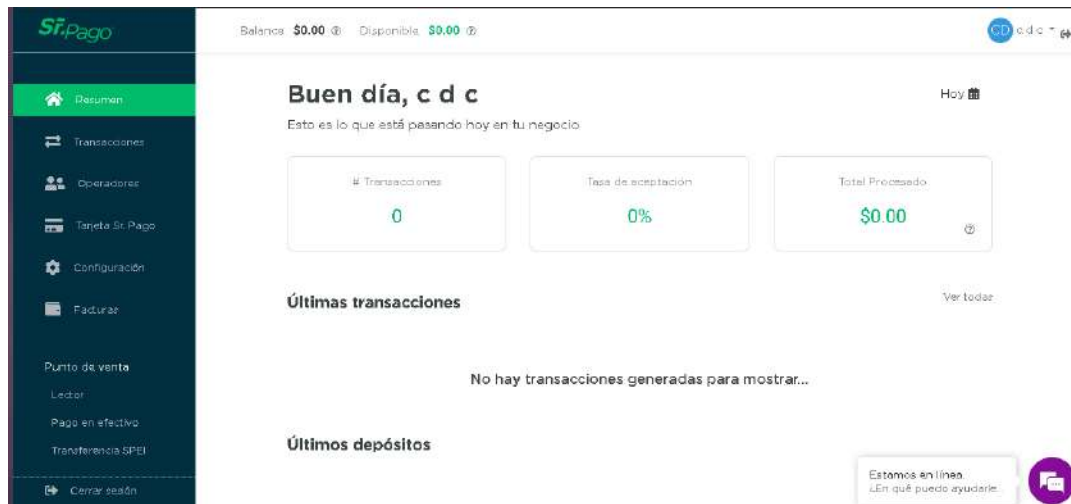 Sr.Pago
Balance $0.00 Disponible $0.00
CD c d c
Resumen
Transacciones
Operadores
Tarjeta Sr. Pago
Configuración
Facturas
Punto de venta
Lector
Pago en efectivo
Transferencia SPEI
Cerrar sesión
Buen día, c d c
Hoy
Esto es lo que está pasando hoy en tu negocio
# Transacciones
0
Tasa de aceptación
0%
Total Procesado
$0.00
Últimas transacciones
Ver todas
No hay transacciones generadas para mostrar...
Últimos depósitos
Estamos en línea
¿En qué puedo ayudarle